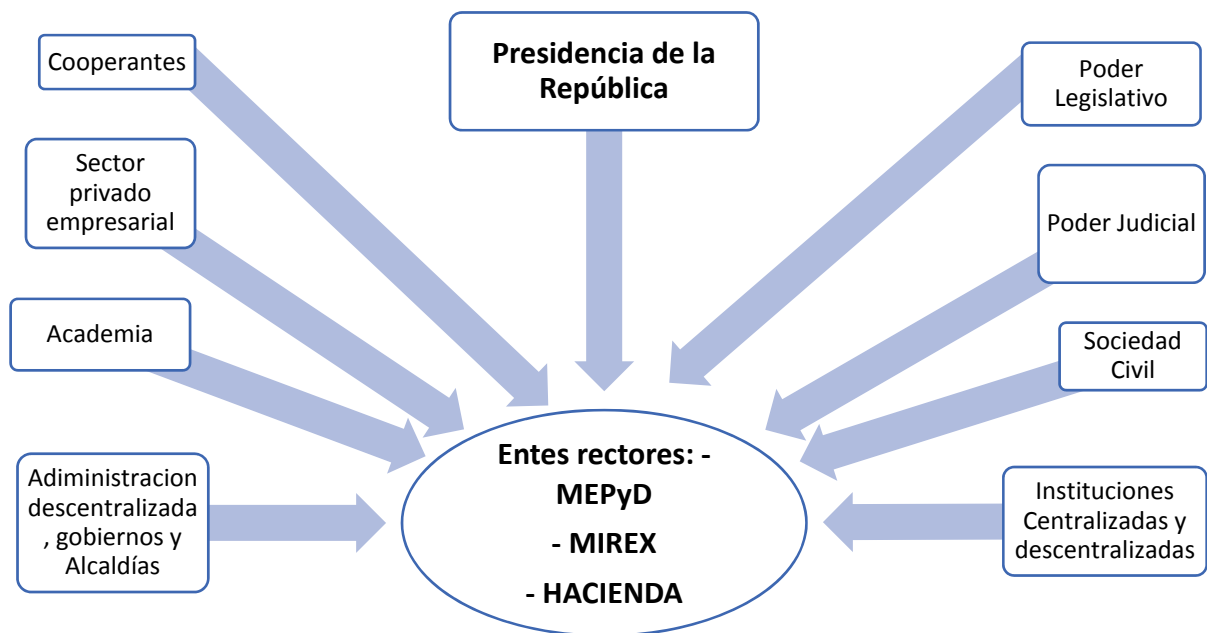 Cooperantes
Presidencia de la
República
Poder
Legislativo
Sector
privado
empresarial
Poder Judicial
Academia
Sociedad
Civil
Adiministracion
descentralizada
, gobiernos y
Alcaldías
Entes rectores: -
MEPyD
- MIREX
- HACIENDA
Instituciones
Centralizadas y
descentralizadas